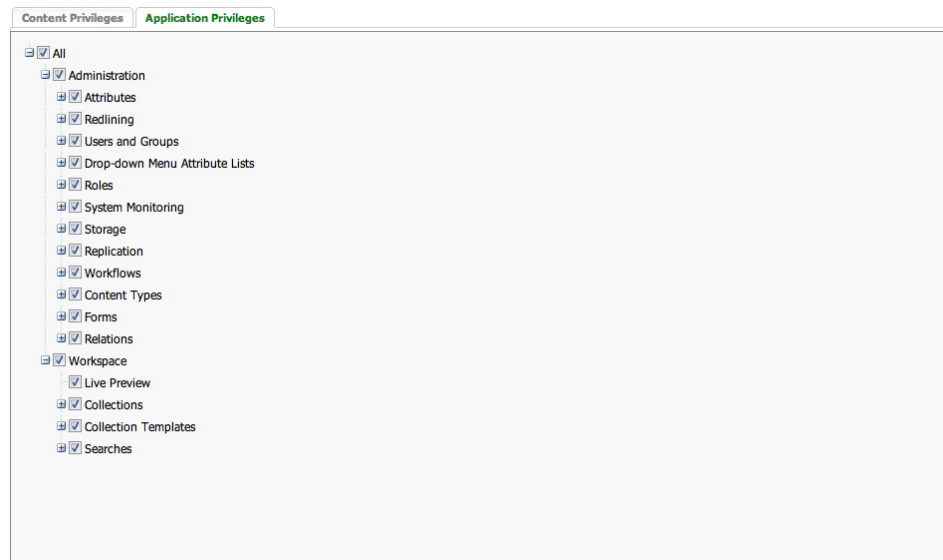 Content Privileges Application Privileges
All
Administration
Attributes
Redlining
Users and Groups
Drop-down Menu Attribute Lists
Roles
System Monitoring
Storage
Replication
Workflows
Content Types
Forms
Relations
Workspace
Live Preview
Collections
Collection Templates
Searches